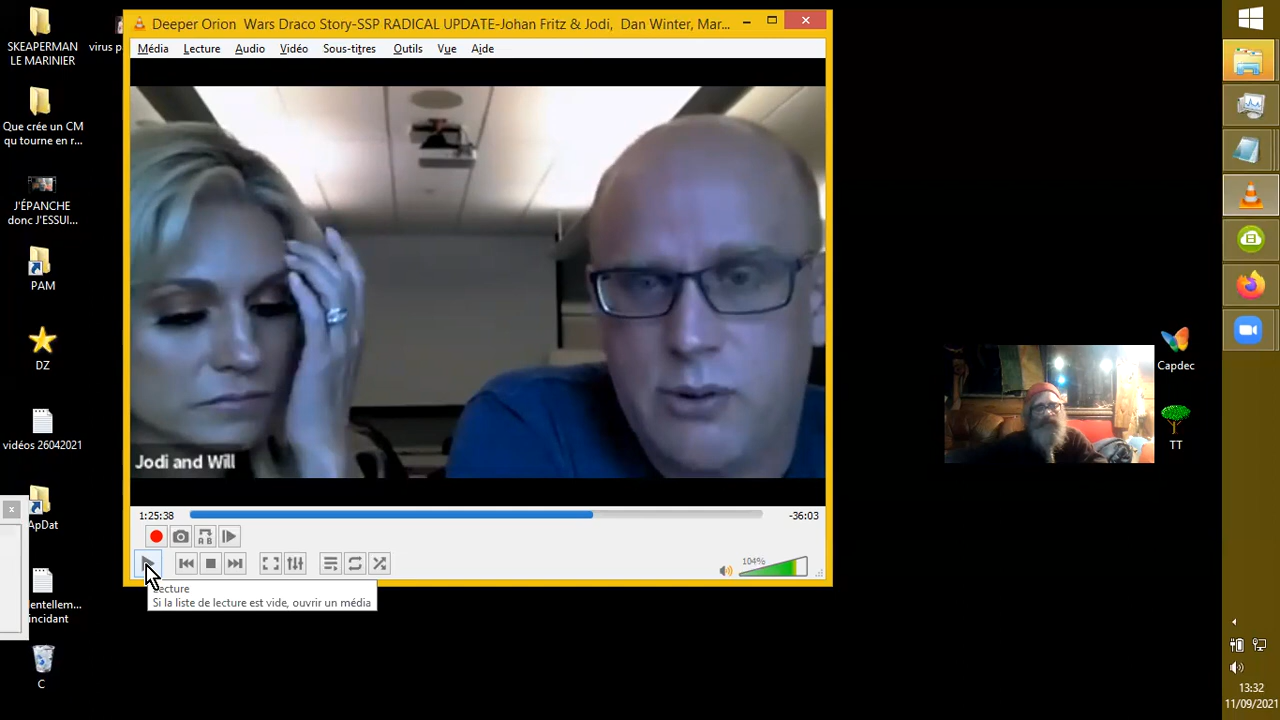 SKEAPERMAN
LE MARINIER
virus p
Que crée un CM
qu tourne en r...
J'ÉPANCHE
donc J'ESSUI...
PAM
DZ
vidéos 26042021
ApDat
entellem...
incidant
C
Deeper Orion Wars Draco Story-SSP RADICAL UPDATE-Johan Fritz & Jodi, Dan Winter, Mar...
Média Lecture Audio Vidéo Sous-titres Outils Vue Aide
Jodi and Will
1:25:38 -36:03
A B
104%
Lecture
Si la liste de lecture est vide, ouvrir un média
Capdec
TT
13:32
11/09/2021